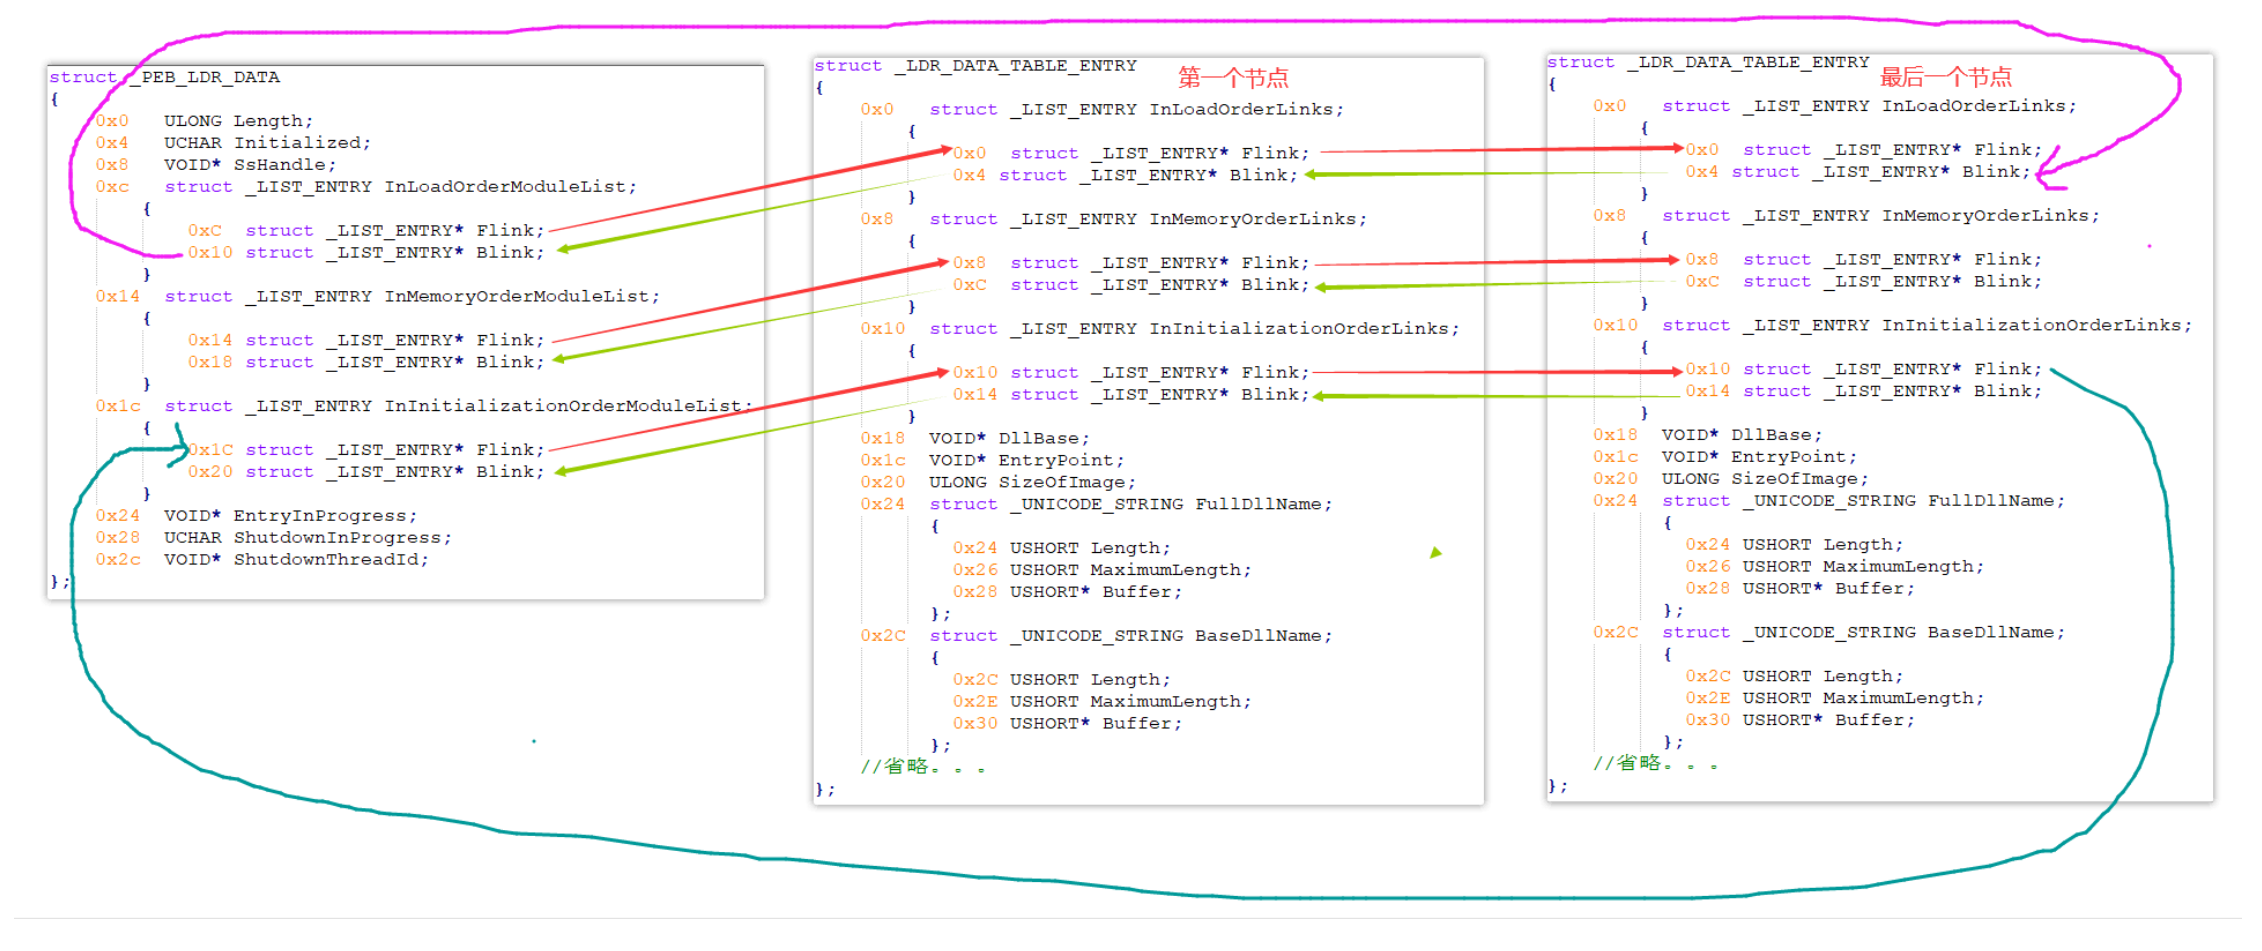 struct _PEB_LDR_DATA
{
0x0 ULONG Length;
0x4 UCHAR Initialized;
0x8 VOID* SsHandle;
0xc struct _LIST_ENTRY InLoadOrderModuleList;
{
0xC struct _LIST_ENTRY* Flink;
0x10 struct _LIST_ENTRY* Blink;
}
0x14 struct _LIST_ENTRY InMemoryOrderModuleList;
{
0x14 struct _LIST_ENTRY* Flink;
0x18 struct _LIST_ENTRY* Blink;
}
0x1c struct _LIST_ENTRY InInitializationOrderModuleList;
{
0x1C struct _LIST_ENTRY* Flink;
0x20 struct _LIST_ENTRY* Blink;
}
0x24 VOID* EntryInProgress;
0x28 UCHAR ShutdownInProgress;
0x2c VOID* ShutdownThreadId;
};
struct _LDR_DATA_TABLE_ENTRY 第一个节点
{
0x0 struct _LIST_ENTRY InLoadOrderLinks;
{
0x0 struct _LIST_ENTRY* Flink;
0x4 struct _LIST_ENTRY* Blink;
}
0x8 struct _LIST_ENTRY InMemoryOrderLinks;
{
0x8 struct _LIST_ENTRY* Flink;
0xC struct _LIST_ENTRY* Blink;
}
0x10 struct _LIST_ENTRY InInitializationOrderLinks;
{
0x10 struct _LIST_ENTRY* Flink;
0x14 struct _LIST_ENTRY* Blink;
}
0x18 VOID* DllBase;
0x1c VOID* EntryPoint;
0x20 ULONG SizeOfImage;
0x24 struct _UNICODE_STRING FullDllName;
{
0x24 USHORT Length;
0x26 USHORT MaximumLength;
0x28 USHORT* Buffer;
};
0x2C struct _UNICODE_STRING BaseDllName;
{
0x2C USHORT Length;
0x2E USHORT MaximumLength;
0x30 USHORT* Buffer;
};
//省略。。。
};
struct _LDR_DATA_TABLE_ENTRY 最后一个节点
{
0x0 struct _LIST_ENTRY InLoadOrderLinks;
{
0x0 struct _LIST_ENTRY* Flink;
0x4 struct _LIST_ENTRY* Blink;
}
0x8 struct _LIST_ENTRY InMemoryOrderLinks;
{
0x8 struct _LIST_ENTRY* Flink;
0xC struct _LIST_ENTRY* Blink;
}
0x10 struct _LIST_ENTRY InInitializationOrderLinks;
{
0x10 struct _LIST_ENTRY* Flink;
0x14 struct _LIST_ENTRY* Blink;
}
0x18 VOID* DllBase;
0x1c VOID* EntryPoint;
0x20 ULONG SizeOfImage;
0x24 struct _UNICODE_STRING FullDllName;
{
0x24 USHORT Length;
0x26 USHORT MaximumLength;
0x28 USHORT* Buffer;
};
0x2C struct _UNICODE_STRING BaseDllName;
{
0x2C USHORT Length;
0x2E USHORT MaximumLength;
0x30 USHORT* Buffer;
};
//省略。。。
};